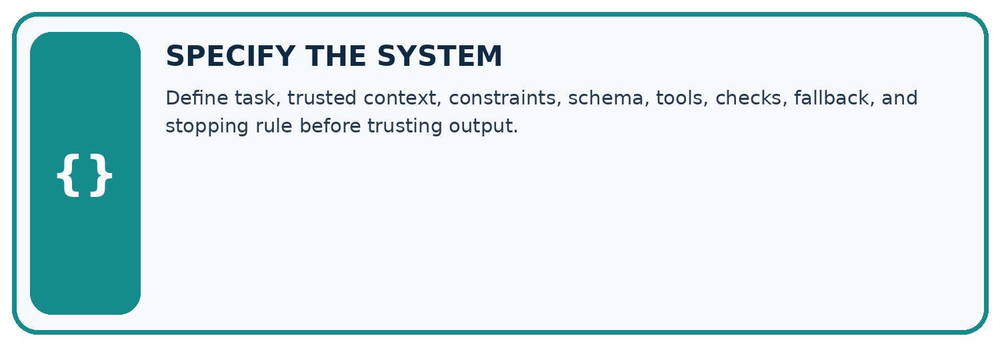 SPECIFY THE SYSTEM
Define task, trusted context, constraints, schema, tools, checks, fallback, and
stopping rule before trusting output.
{}